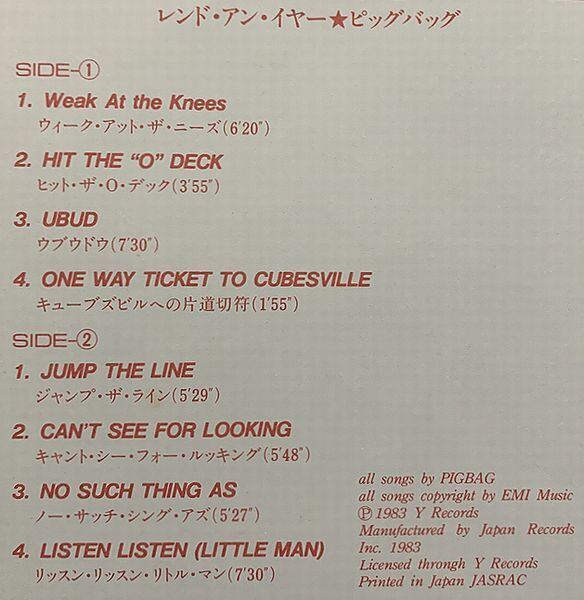 レンド・アン・イヤー★ピッグバッグ
SIDE-①
1. Weak At the Knees
ウィーク・アット・ザ・ニーズ(6'20")
2. HIT THE "O" DECK
ヒット・ザ・O・デック(3'55")
3. UBUD
ウブウドウ(7'30")
4. ONE WAY TICKET TO CUBESVILLE
キューブズビルへの片道切符(1'55")
SIDE-②
1. JUMP THE LINE
ジャンプ・ザ・ライン(5'29")
2. CAN'T SEE FOR LOOKING
キャント・シー・フォー・ルッキング(5'48")
3. NO SUCH THING AS
ノー・サッチ・シング・アズ(5'27")
4. LISTEN LISTEN (LITTLE MAN)
リッスン・リッスン・リトル・マン(7'30")
all songs by PIGBAG
all songs copyright by EMI Music
Ⓟ 1983 Y Records
Manufactured by Japan Records
Inc. 1983
Licensed throngh Y Records
Printed in Japan JASRAC